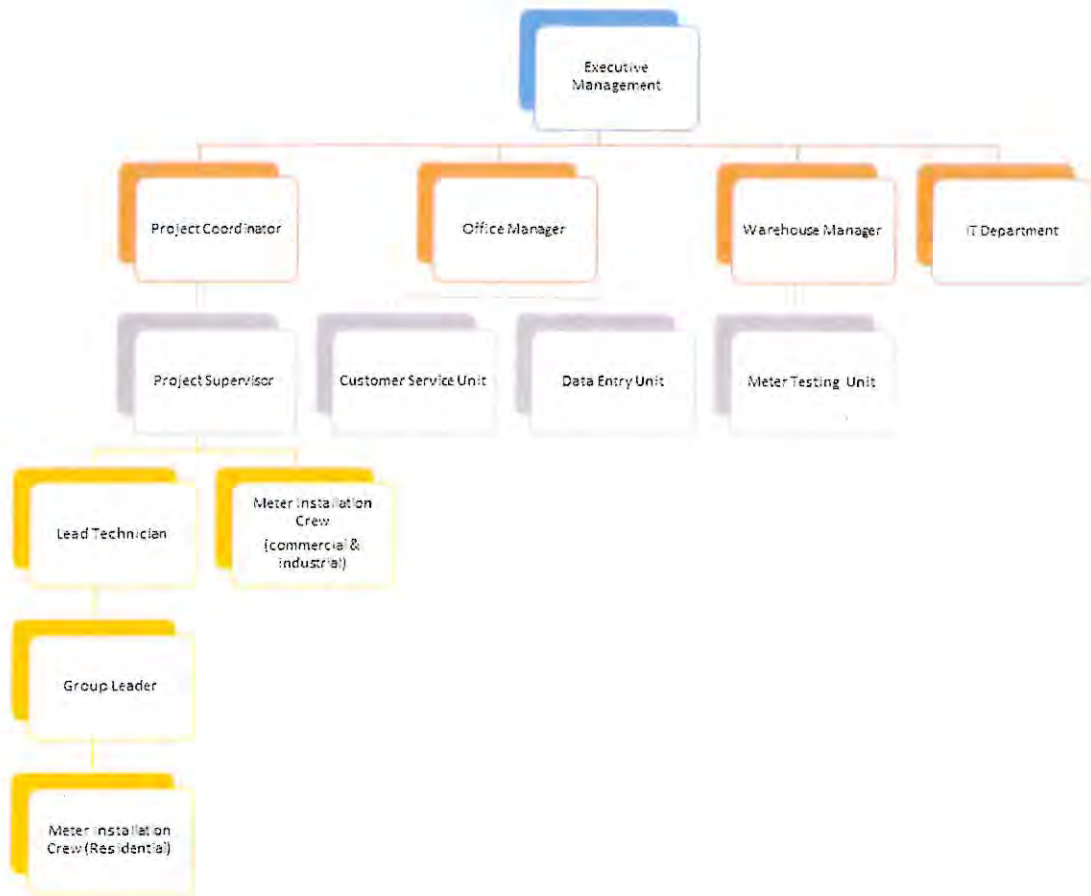 Executive
Management
Project Coordinator
Office Manager
Warehouse Manager
IT Department
Project Supervisor
Customer Service Unit
Data Entry Unit
Meter Testing Unit
Lead Technician
Meter Installation
Crew
(commercial &
industrial)
Group Leader
Meter Installation
Crew (Residential)